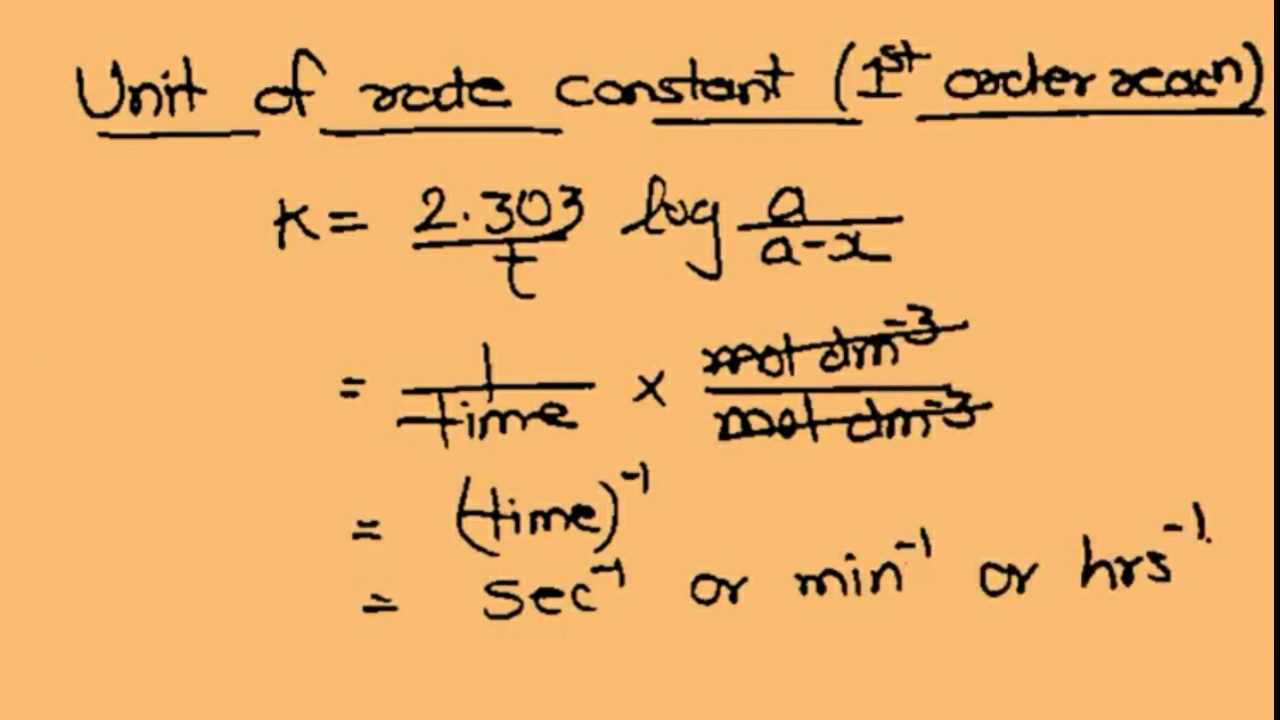 Unit of rate constant (1st order reacn)
K = 2.303/t log a/a-x
= 1/time × mol dm⁻³/mol dm⁻³
= (time)⁻¹
= sec⁻¹ or min⁻¹ or hrs⁻¹.